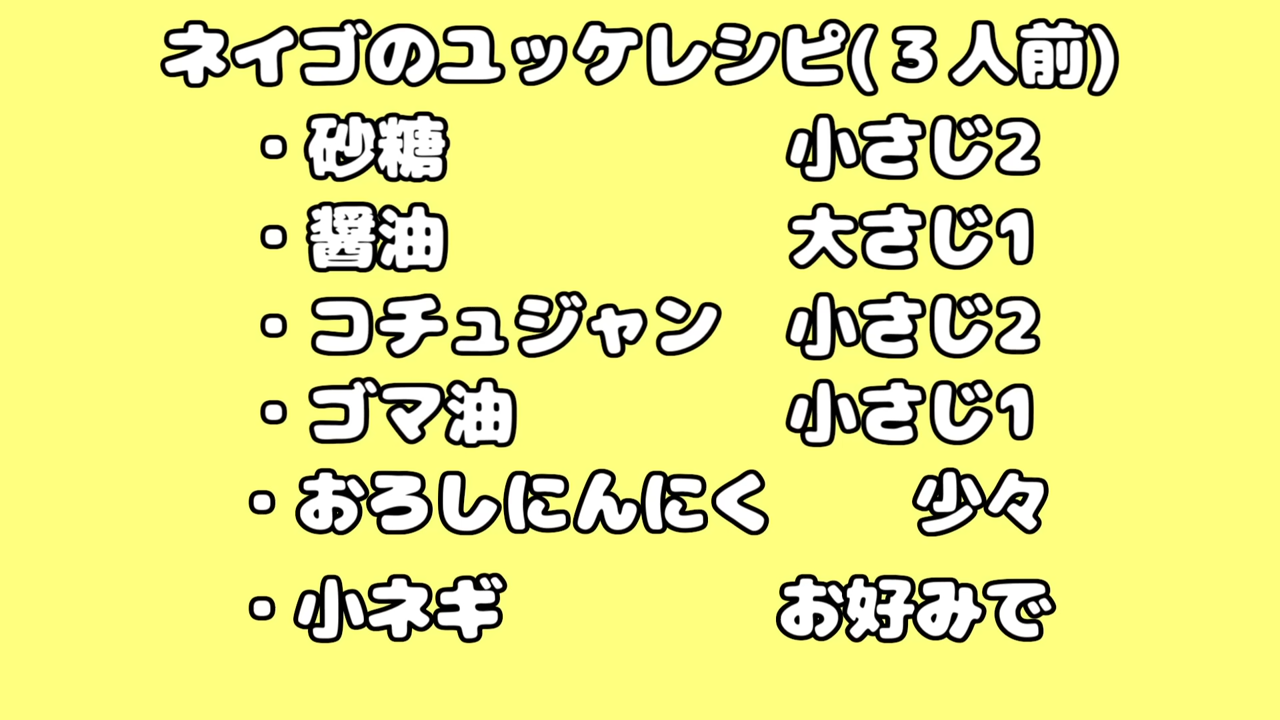 ネイゴのユッケレシピ(３人前)
・砂糖 小さじ2
・醤油 大さじ1
・コチュジャン 小さじ2
・ゴマ油 小さじ1
・おろしにんにく 少々
・小ネギ お好みで